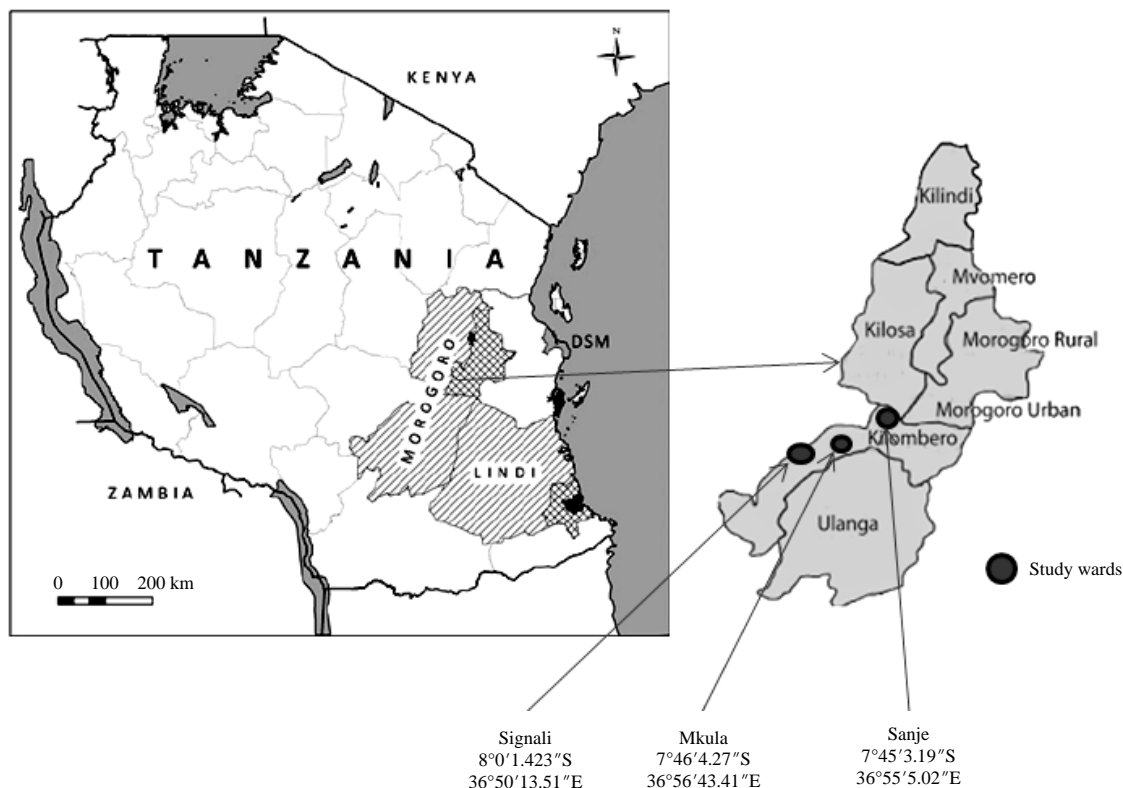 N
KENYA
TANZANIA
DSM
MOROGORO
LINDI
ZAMBIA
0 100 200 km
Kilindi
Mvomero
Kilosa
Morogoro Rural
Morogoro Urban
Kilombero
Ulanga
Study wards
Signali
8°0′1.423″S
36°50′13.51″E
Mkula
7°46′4.27″S
36°56′43.41″E
Sanje
7°45′3.19″S
36°55′5.02″E